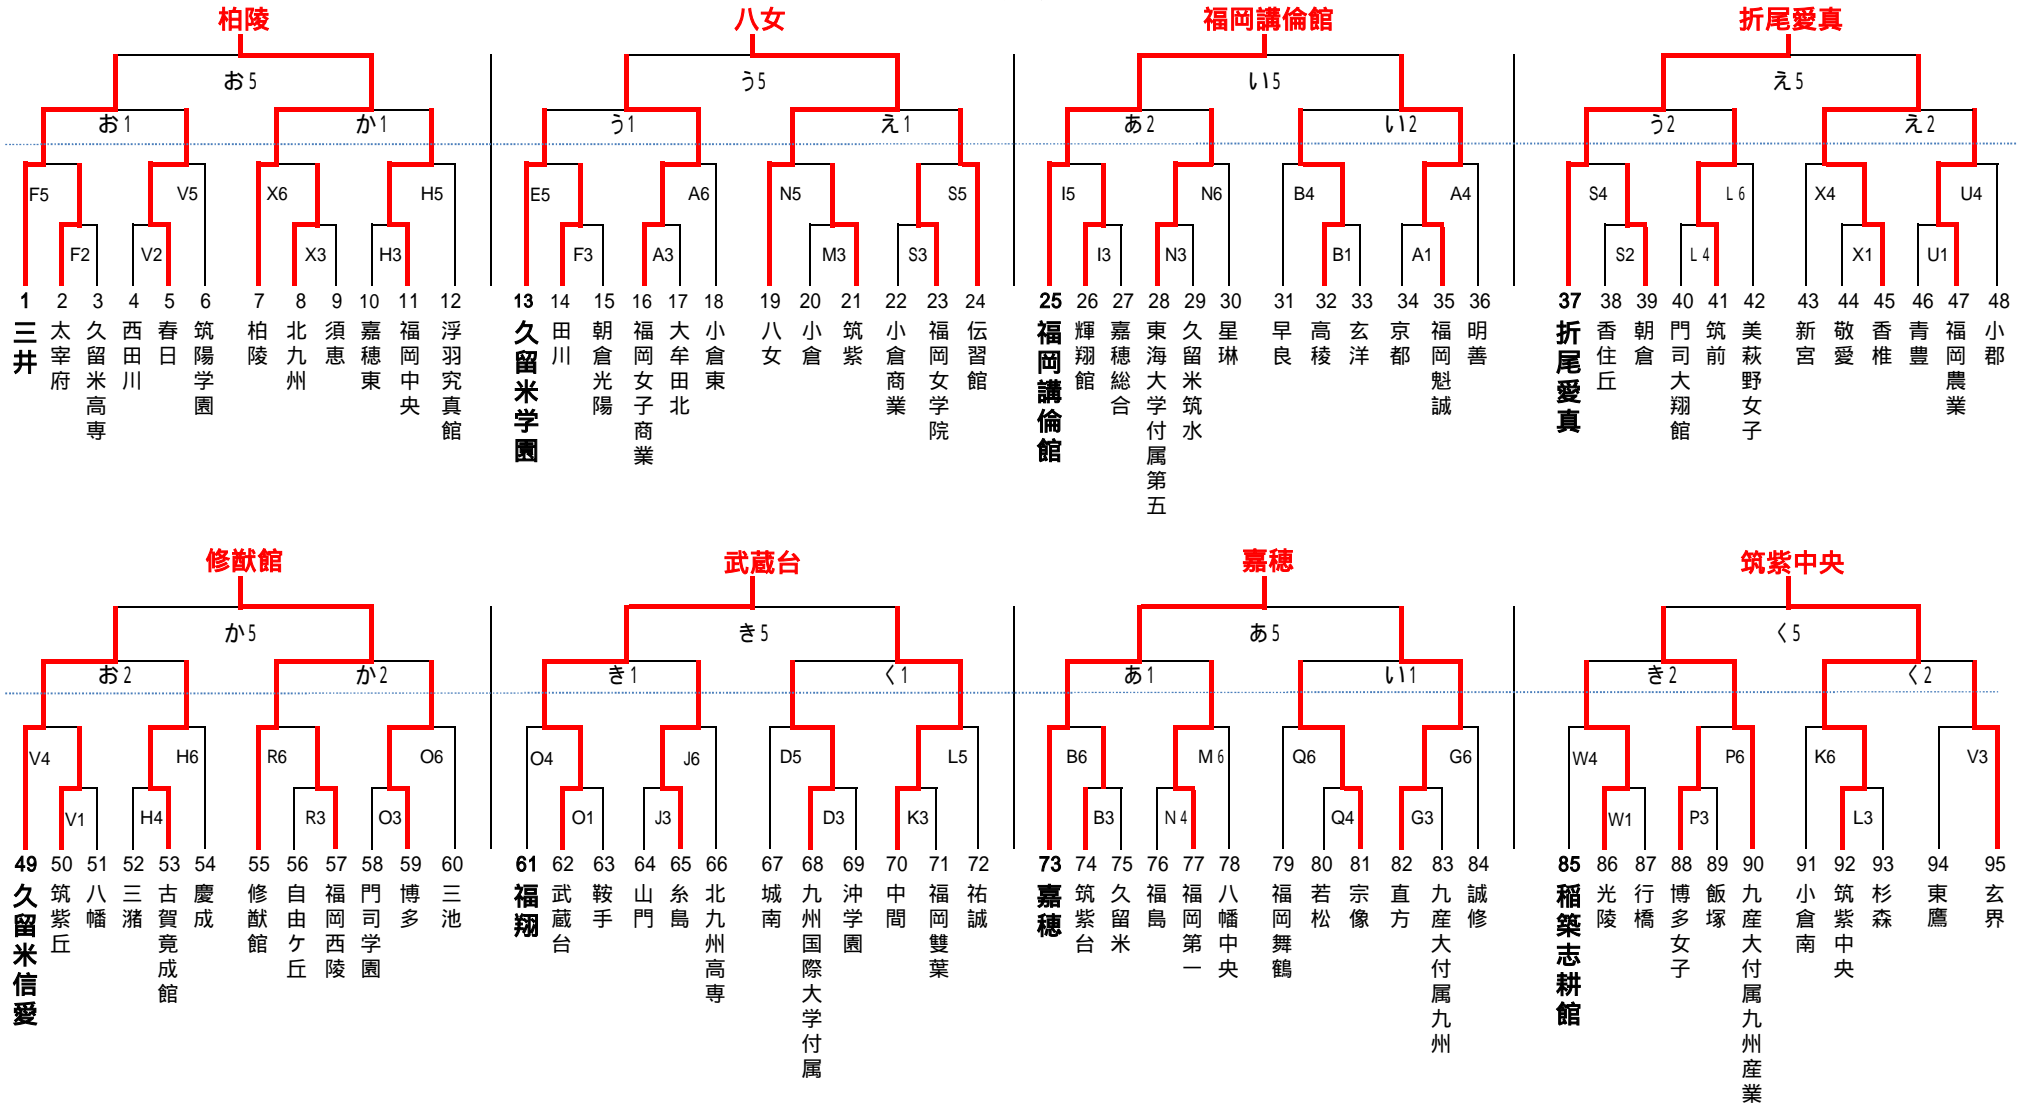 柏陵 八女 福岡講倫館 折尾愛真
お5 う5 い5 え5
お1 か1 う1 え1 あ2 い2 う2 え2
F5 V5 X6 H5 E5 A6 N5 S5 I5 N6 B4 A4 S4 L6 X4 U4
F2 V2 X3 H3 F3 A3 M3 S3 I3 N3 B1 A1 S2 L4 X1 U1
1 三井
2 太宰府
3 久留米高専
4 西田川
5 春日
6 筑陽学園
7 柏陵
8 北九州
9 須恵
10 嘉穂東
11 福岡中央
12 浮羽究真館
13 久留米学園
14 田川
15 朝倉光陽
16 福岡女子商業
17 大牟田北
18 小倉東
19 八女
20 小倉
21 筑紫
22 小倉商業
23 福岡女学院
24 伝習館
25 福岡講倫館
26 輝翔館
27 嘉穂総合
28 東海大学付属第五
29 久留米筑水
30 星琳
31 早良
32 高稜
33 玄洋
34 京都
35 福岡魁誠
36 明善
37 折尾愛真
38 香住丘
39 朝倉
40 門司大翔館
41 筑前
42 美萩野女子
43 新宮
44 敬愛
45 香椎
46 青豊
47 福岡農業
48 小郡
修猷館 武蔵台 嘉穂 筑紫中央
か5 き5 あ5 く5
お2 か2 き1 く1 あ1 い1 き2 く2
V4 H6 R6 O6 O4 J6 D5 L5 B6 M6 Q6 G6 W4 P6 K6 V3
V1 H4 R3 O3 O1 J3 D3 K3 B3 N4 Q4 G3 W1 P3 L3
49 久留米信愛
50 筑紫丘
51 八幡
52 三潴
53 古賀竟成館
54 慶成
55 修猷館
56 自由ケ丘
57 福岡西陵
58 門司学園
59 博多
60 三池
61 福翔
62 武蔵台
63 鞍手
64 山門
65 糸島
66 北九州高専
67 城南
68 九州国際大学付属
69 沖学園
70 中間
71 福岡雙葉
72 祐誠
73 嘉穂
74 筑紫台
75 久留米
76 福島
77 福岡第一
78 八幡中央
79 福岡舞鶴
80 若松
81 宗像
82 直方
83 九産大付属九州
84 誠修
85 稲築志耕館
86 光陵
87 行橋
88 博多女子
89 飯塚
90 九産大付属九州産業
91 小倉南
92 筑紫中央
93 杉森
94 東鷹
95 玄界